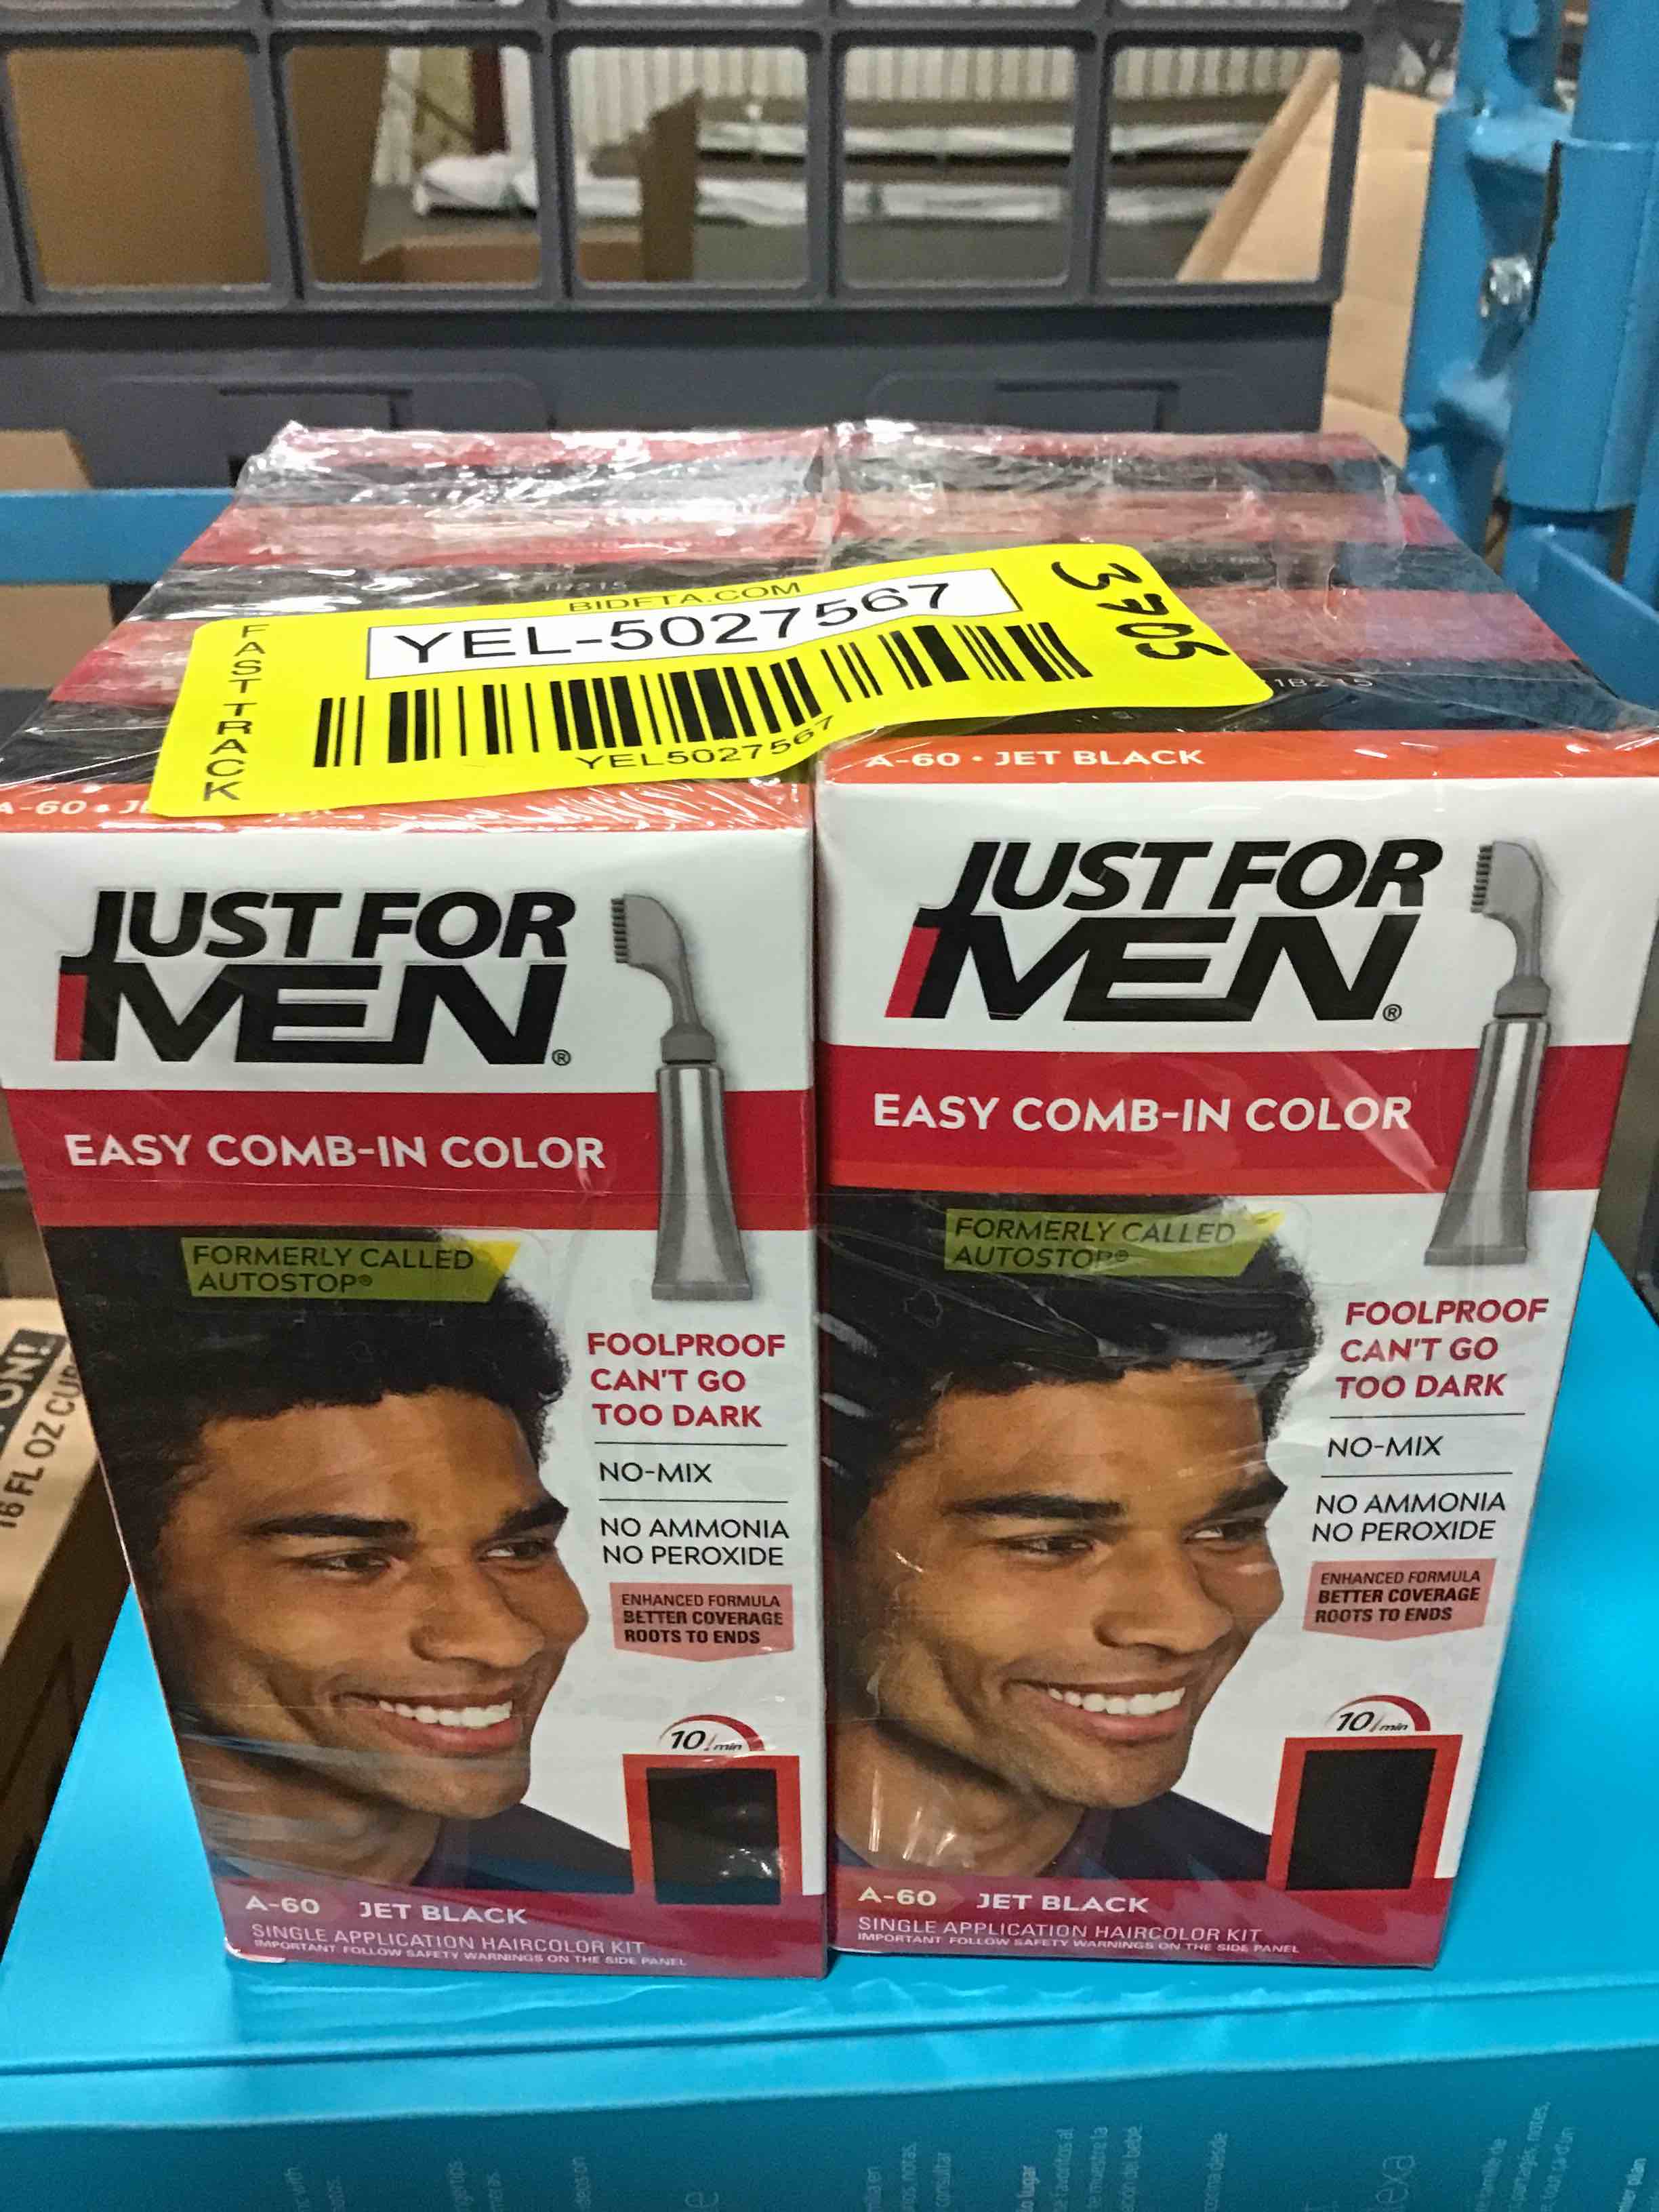 BIDFTA.COM
FAST TRACK
YEL-5027567
3705
YEL5027567
1B215
A-60 • JET BLACK
JUST FOR
MEN®
EASY COMB-IN COLOR
FORMERLY CALLED
AUTOSTOP®
FOOLPROOF
CAN'T GO
TOO DARK
NO-MIX
NO AMMONIA
NO PEROXIDE
ENHANCED FORMULA
BETTER COVERAGE
ROOTS TO ENDS
10/min
A-60 JET BLACK
SINGLE APPLICATION HAIRCOLOR KIT
IMPORTANT FOLLOW SAFETY WARNINGS ON THE SIDE PANEL
A-60 • JET BLACK
JUST FOR
MEN®
EASY COMB-IN COLOR
FORMERLY CALLED
AUTOSTOP®
FOOLPROOF
CAN'T GO
TOO DARK
NO-MIX
NO AMMONIA
NO PEROXIDE
ENHANCED FORMULA
BETTER COVERAGE
ROOTS TO ENDS
10/min
A-60 JET BLACK
SINGLE APPLICATION HAIRCOLOR KIT
IMPORTANT FOLLOW SAFETY WARNINGS ON THE SIDE PANEL
16 FL OZ